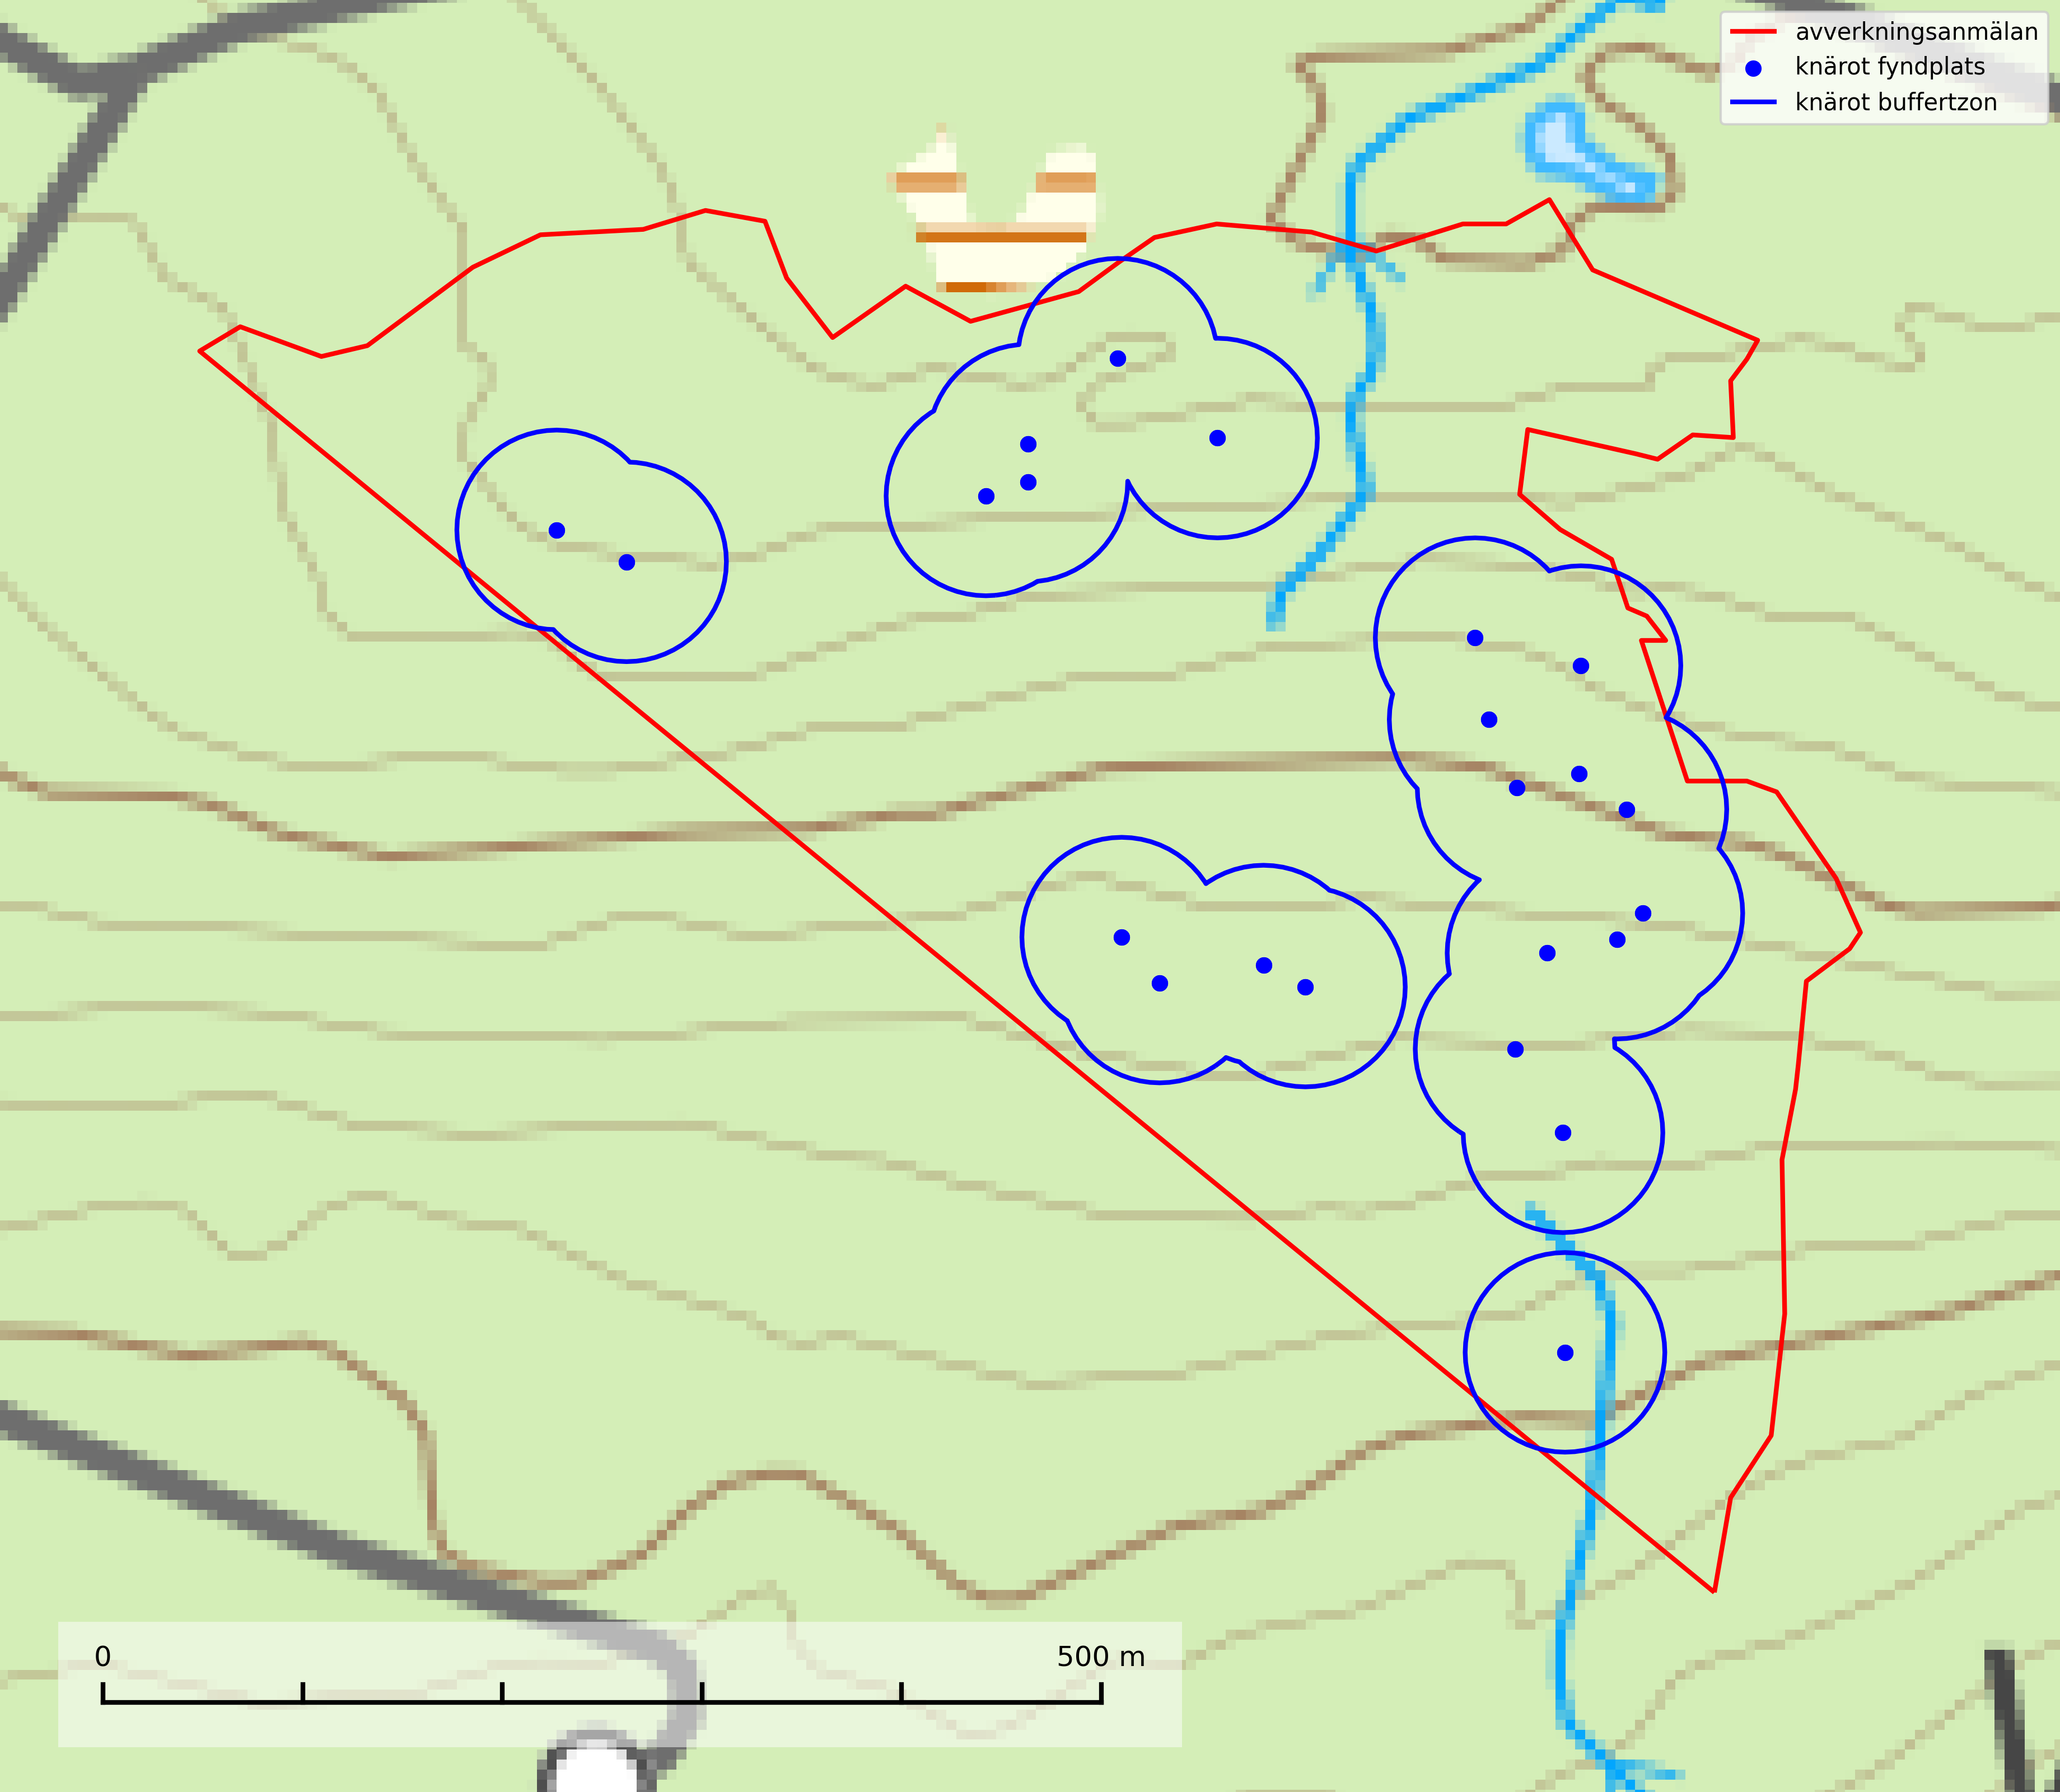 avverkningsanmälan
knärot fyndplats
knärot buffertzon
0 500 m